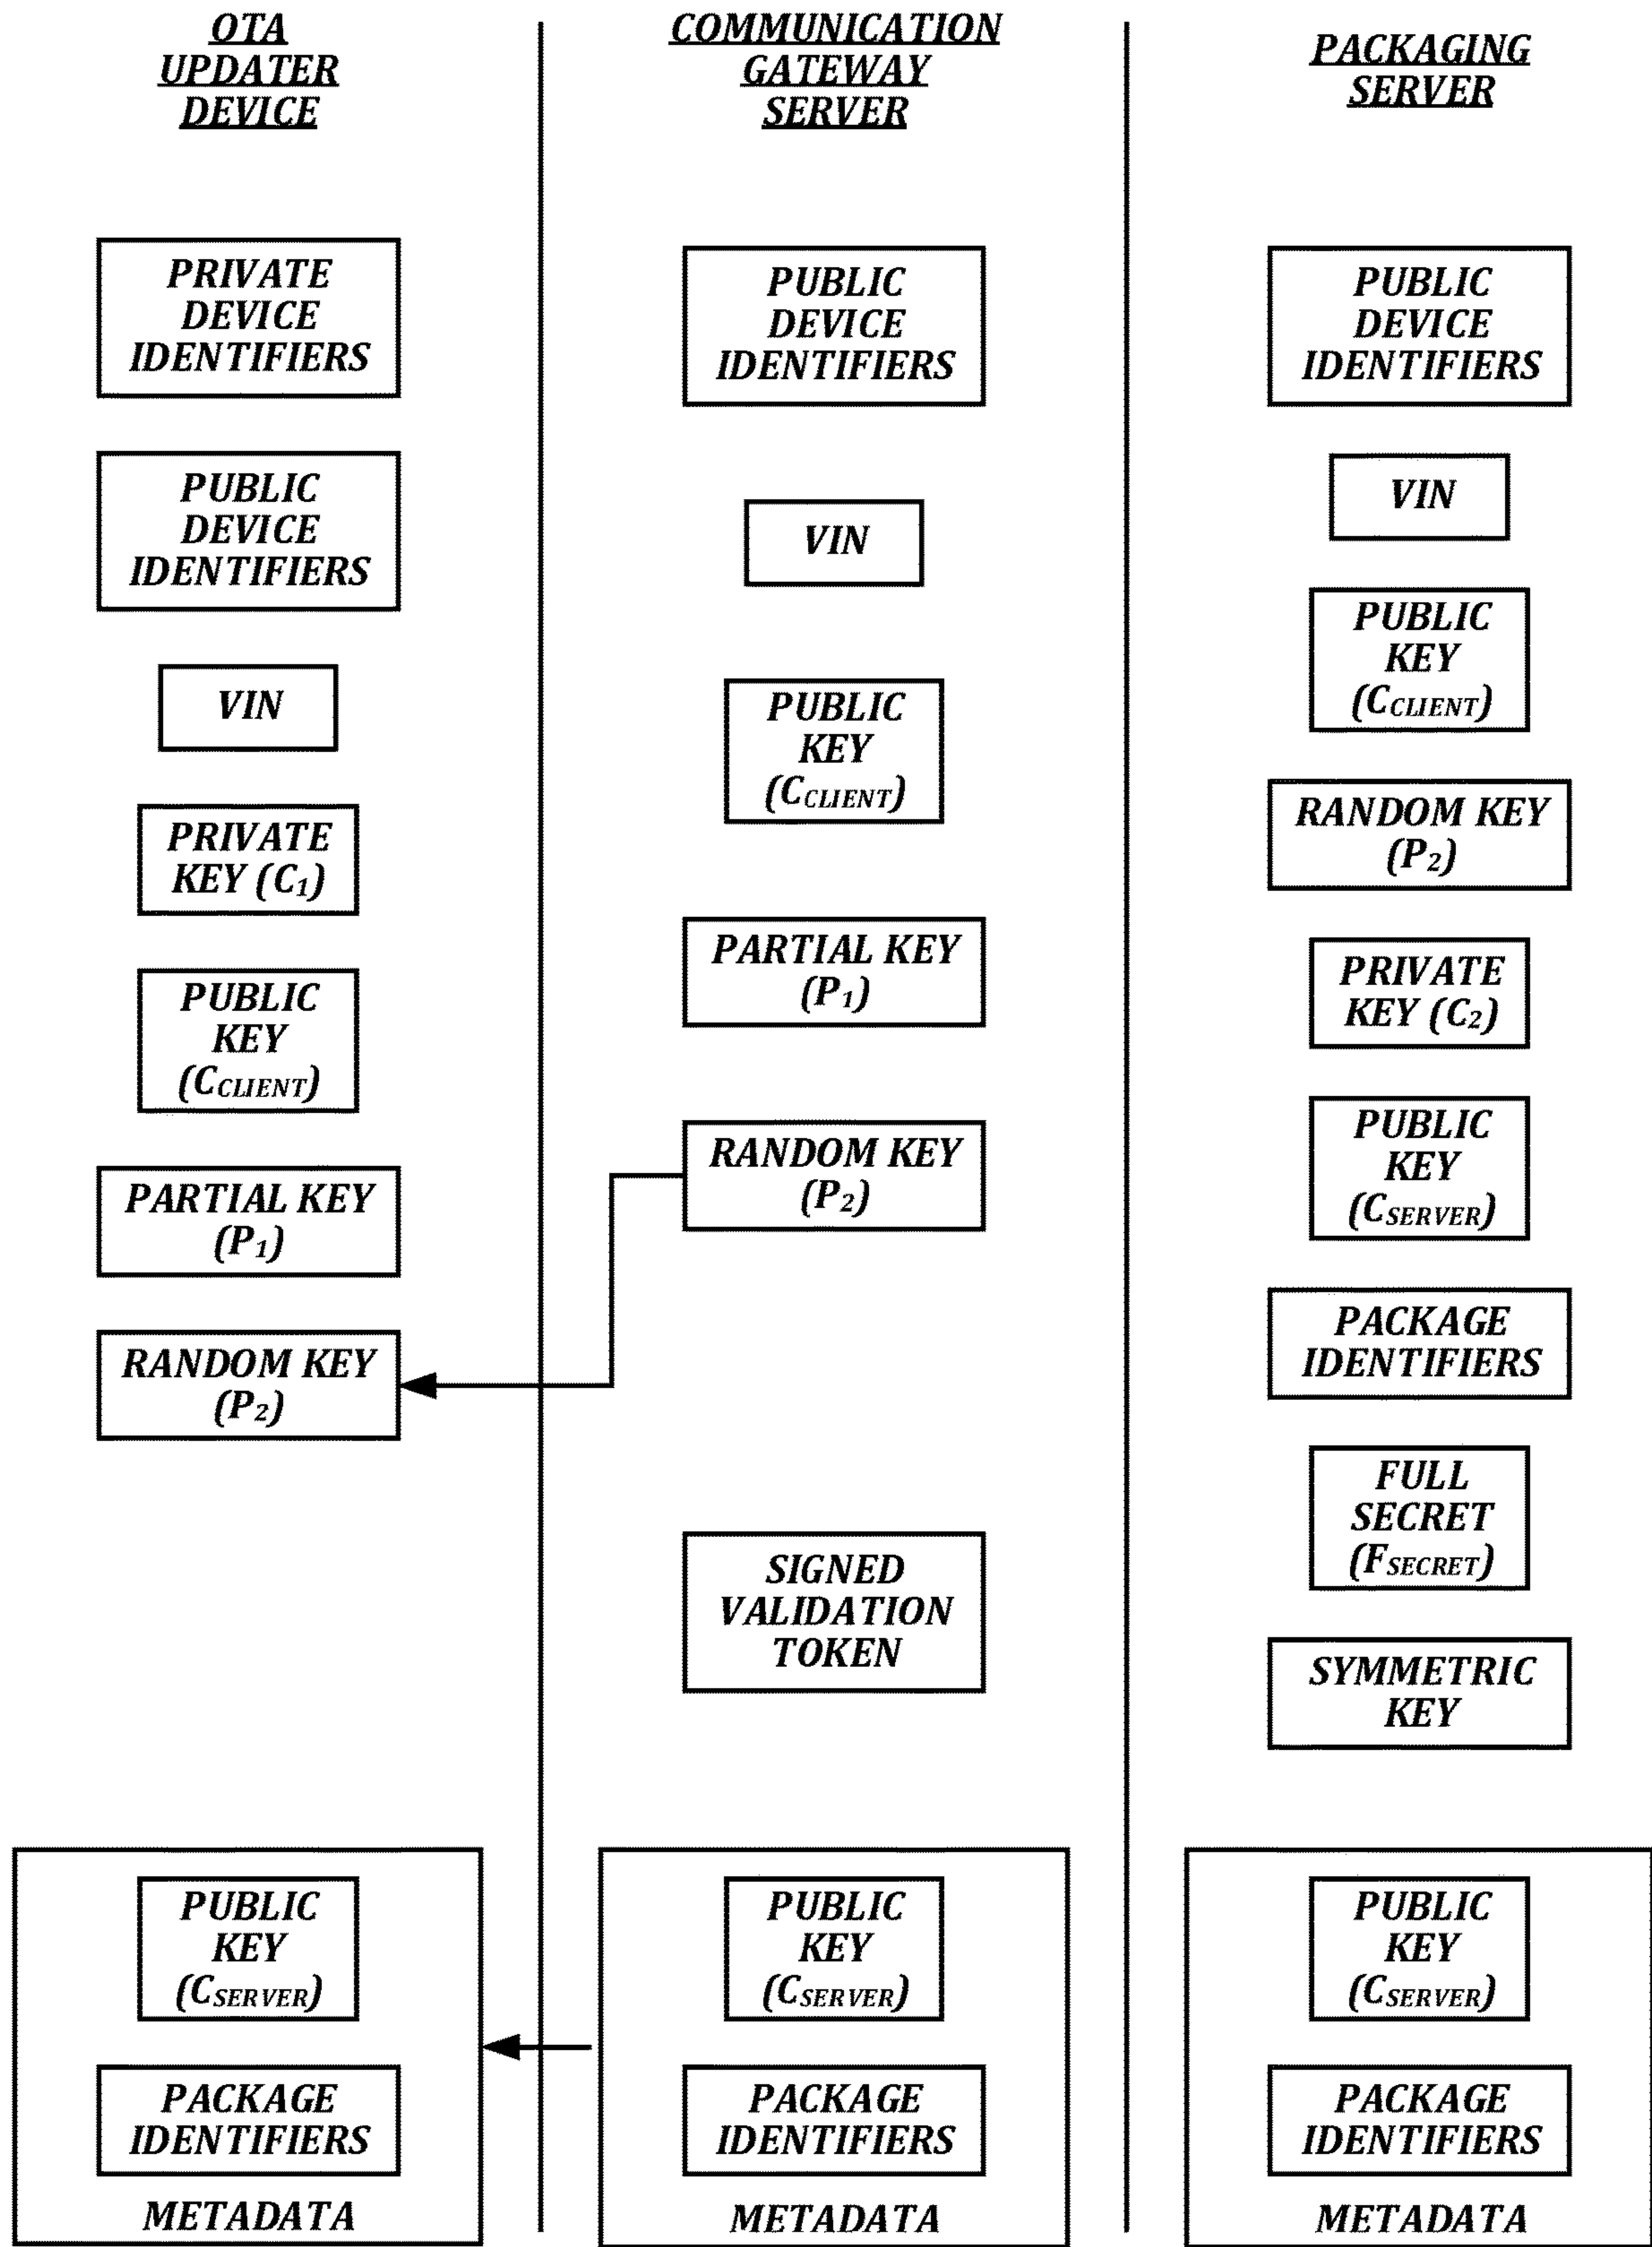 OTA
UPDATER
DEVICE
PRIVATE
DEVICE
IDENTIFIERS
PUBLIC
DEVICE
IDENTIFIERS
VIN
PRIVATE
KEY (C1)
PUBLIC
KEY
(CCLIENT)
PARTIAL KEY
(P1)
RANDOM KEY
(P2)
PUBLIC
KEY
(CSERVER)
PACKAGE
IDENTIFIERS
METADATA
COMMUNICATION
GATEWAY
SERVER
PUBLIC
DEVICE
IDENTIFIERS
VIN
PUBLIC
KEY
(CCLIENT)
PARTIAL KEY
(P1)
RANDOM KEY
(P2)
SIGNED
VALIDATION
TOKEN
PUBLIC
KEY
(CSERVER)
PACKAGE
IDENTIFIERS
METADATA
PACKAGING
SERVER
PUBLIC
DEVICE
IDENTIFIERS
VIN
PUBLIC
KEY
(CCLIENT)
RANDOM KEY
(P2)
PRIVATE
KEY (C2)
PUBLIC
KEY
(CSERVER)
PACKAGE
IDENTIFIERS
FULL
SECRET
(FSECRET)
SYMMETRIC
KEY
PUBLIC
KEY
(CSERVER)
PACKAGE
IDENTIFIERS
METADATA